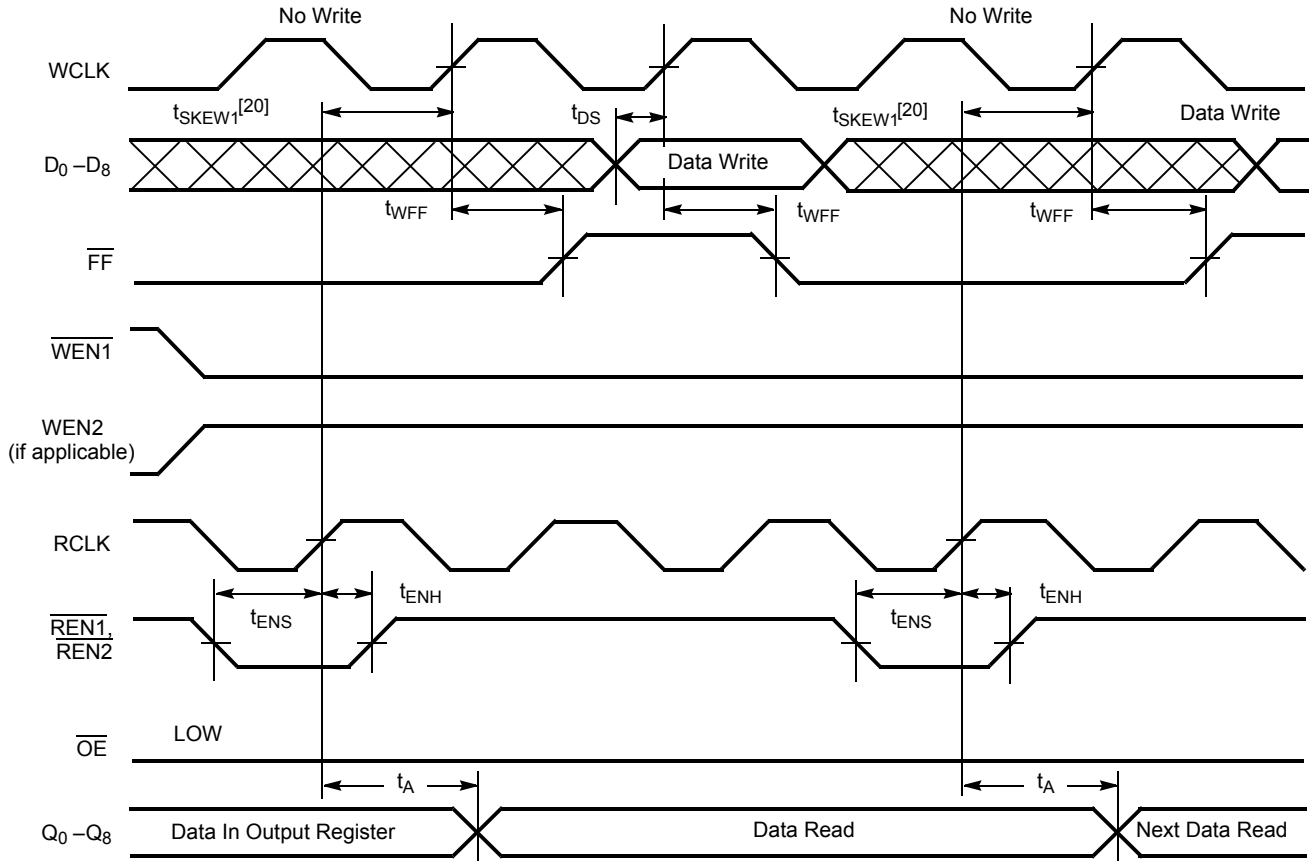 No Write No Write
WCLK
tSKEW1[20] tDS tSKEW1[20] Data Write
D0 –D8 Data Write
tWFF tWFF tWFF
FF
WEN1
WEN2
(if applicable)
RCLK
tENS tENH tENS tENH
REN1,
REN2
OE LOW
tA tA
Q0 –Q8 Data In Output Register Data Read Next Data Read